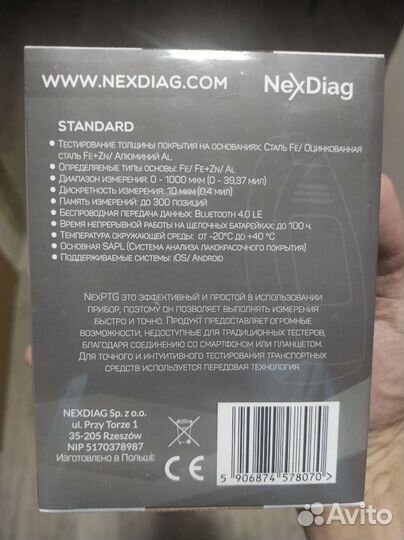 WWW.NEXDIAG.COM NexDiag
STANDARD
• Тестирование толщины покрытия на основаниях: Сталь Fe/ Оцинкованная
сталь Fe+Zn/ Алюминий Al
• Определяемые типы основы: Fe/ Fe+Zn/ Al
• Диапазон измерения: 0 - 1000 мкм (0 - 39,37 мил)
• Дискретность измерения: 10 мкм (0,4 мил)
• Память измерений: до 300 позиций
• Беспроводная передача данных: Bluetooth 4.0 LE
• Время непрерывной работы на щелочных батарейках: до 100 ч.
• Температура окружающей среды: от -20°C до +40 °C
• Основная SAPL (Система анализа лакокрасочного покрытия)
• Поддерживаемые системы: iOS/ Android
NexPTG это эффективный и простой в использовании
прибор, поэтому он позволяет выполнять измерения
быстро и точно. Продукт предоставляет огромные
возможности, недоступные для традиционных тестеров,
благодаря соединению со смартфоном или планшетом.
Для точного и интуитивного тестирования транспортных
средств используется передовая технология.
NEXDIAG Sp. z o.o.
ul. Przy Torze 1
35-205 Rzeszów
NIP 5170378987
Изготовлено в Польше
CE
5 906874 578070 >
Avito